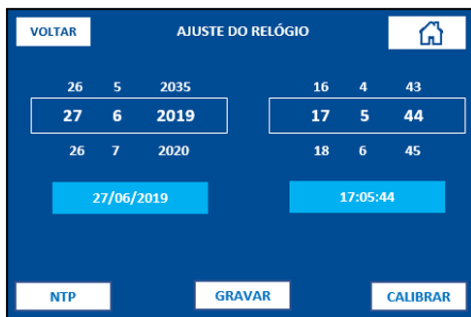 VOLTAR AJUSTE DO RELÓGIO
26 5 2035 16 4 43
27 6 2019 17 5 44
26 7 2020 18 6 45
27/06/2019 17:05:44
NTP GRAVAR CALIBRAR